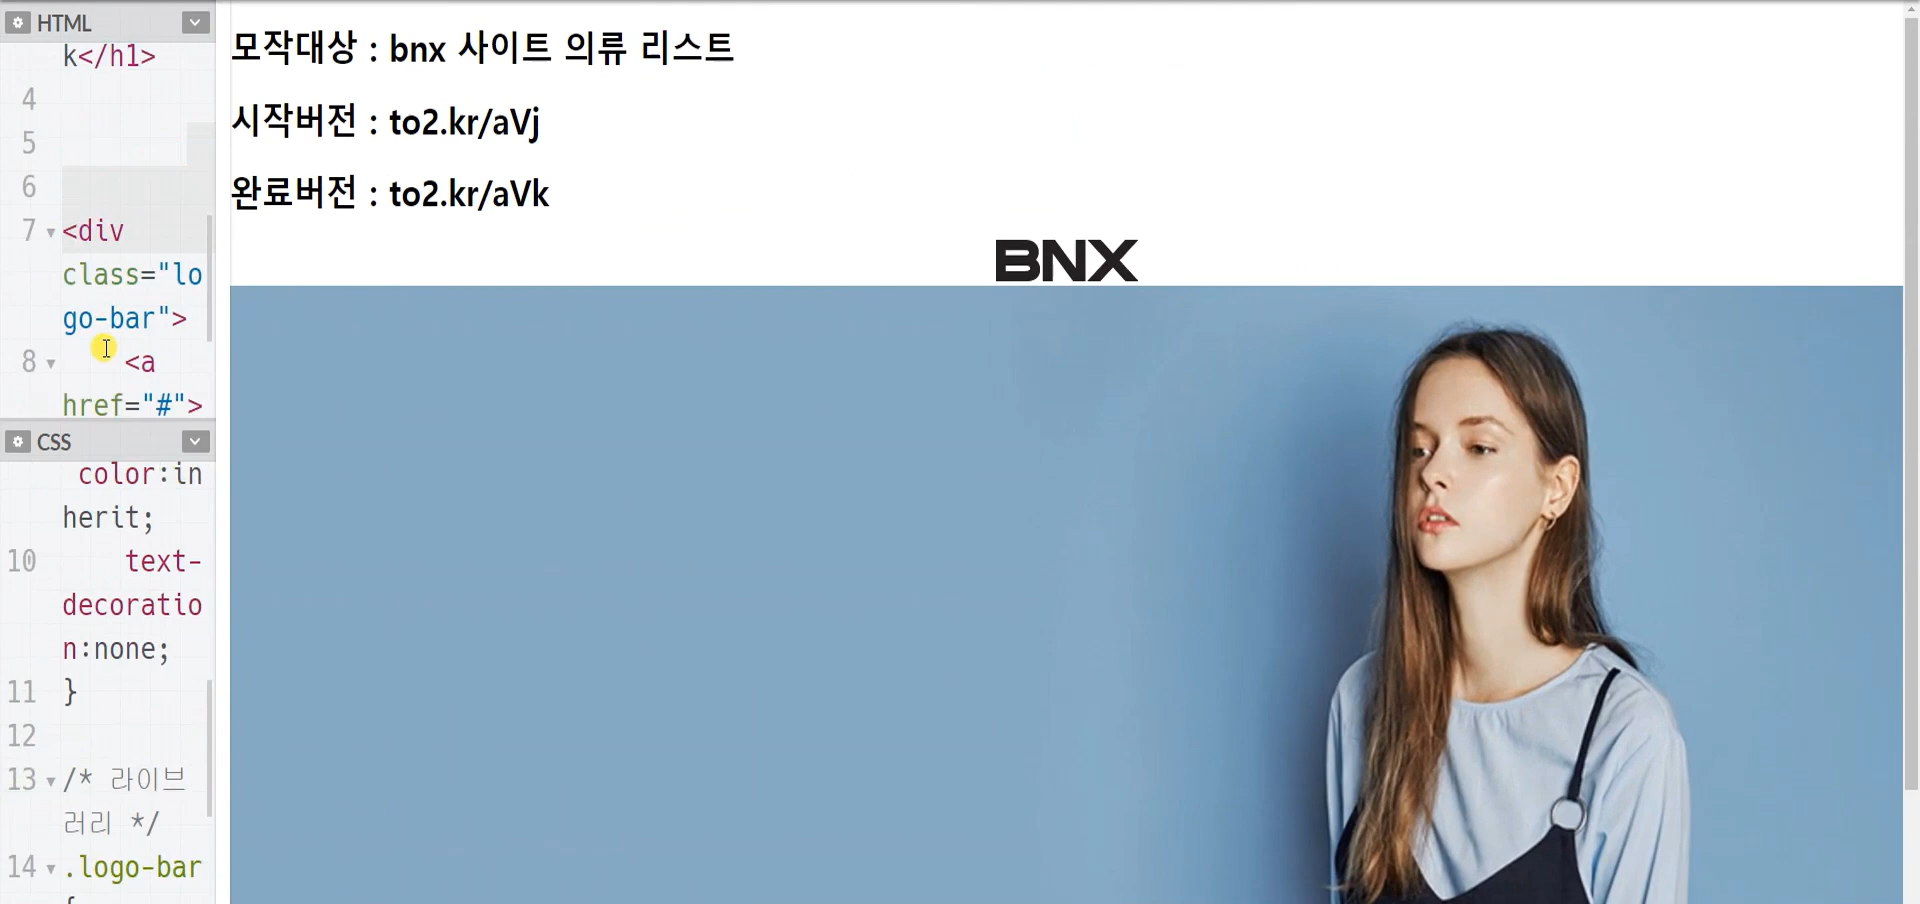 HTML
k</h1>
4
5
6
7 <div
class="lo
go-bar">
8 <a
href="#">
CSS
color:in
herit;
10 text-
decoratio
n:none;
11 }
12
13 /* 라이브
러리 */
14 .logo-bar
{
모작대상 : bnx 사이트 의류 리스트
시작버전 : to2.kr/aVj
완료버전 : to2.kr/aVk
BNX